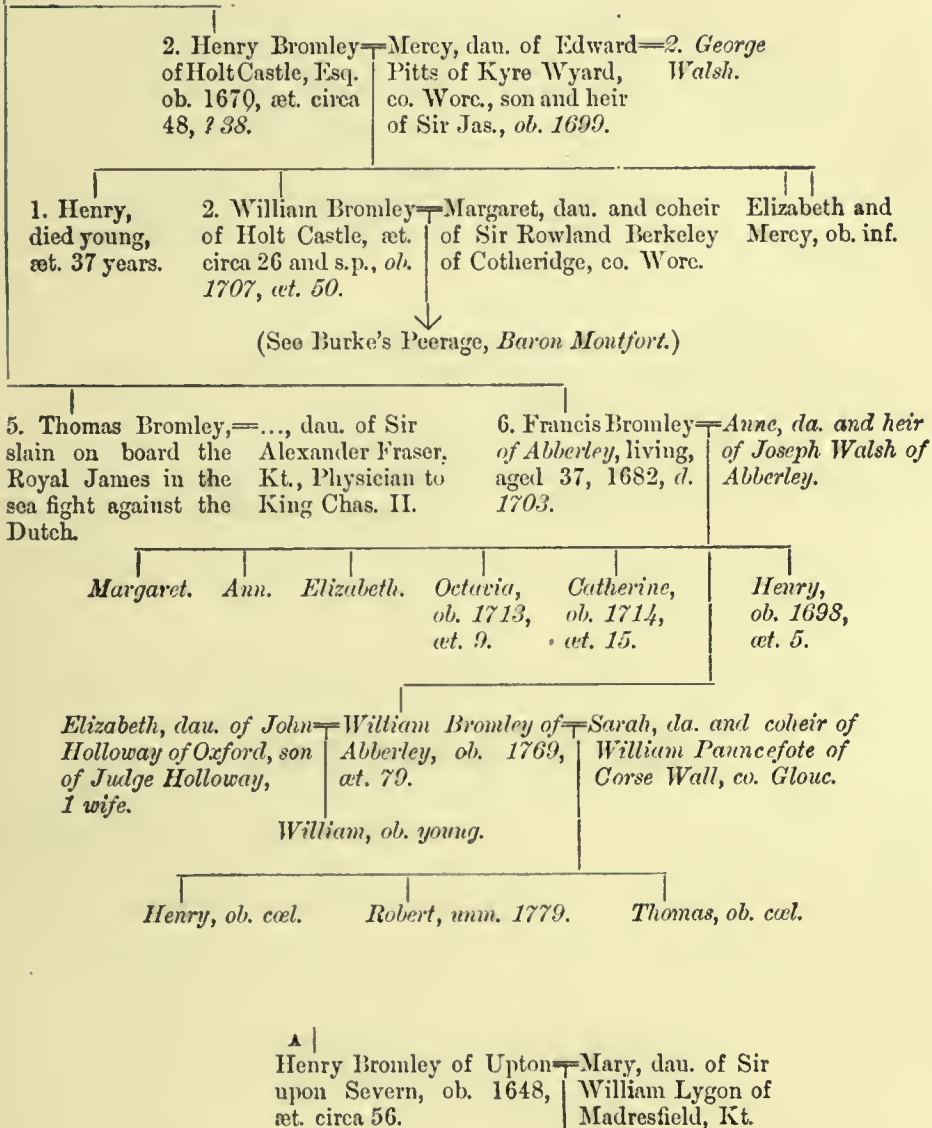 2. Henry Bromley=Mercy, dau. of Edward=2. George
of Holt Castle, Esq. Pitts of Kyre Wyard, Walsh.
ob. 1670, æt. circa co. Worc., son and heir
48, ? 38. of Sir Jas., ob. 1699.
1. Henry, 2. William Bromley=Margaret, dau. and coheir Elizabeth and
died young, of Holt Castle, æt. of Sir Rowland Berkeley Mercy, ob. inf.
æt. 37 years. circa 26 and s.p., ob. of Cotheridge, co. Worc.
1707, æt. 50.
(See Burke's Peerage, Baron Montfort.)
5. Thomas Bromley,=..., dau. of Sir 6. Francis Bromley=Anne, da. and heir
slain on board the Alexander Fraser, of Abberley, living, of Joseph Walsh of
Royal James in the Kt., Physician to aged 37, 1682, d. Abberley.
sea fight against the King Chas. II. 1703.
Dutch.
Margaret. Ann. Elizabeth. Octavia, Catherine, Henry,
ob. 1713, ob. 1714, ob. 1698,
æt. 9. æt. 15. æt. 5.
Elizabeth, dau. of John=William Bromley of=Sarah, da. and coheir of
Holloway of Oxford, son Abberley, ob. 1769, William Pauncefote of
of Judge Holloway, æt. 79. Corse Wall, co. Glouc.
1 wife.
William, ob. young.
Henry, ob. cœl. Robert, unm. 1779. Thomas, ob. cœl.
A
Henry Bromley of Upton=Mary, dau. of Sir
upon Severn, ob. 1648, William Lygon of
æt. circa 56. Madresfield, Kt.